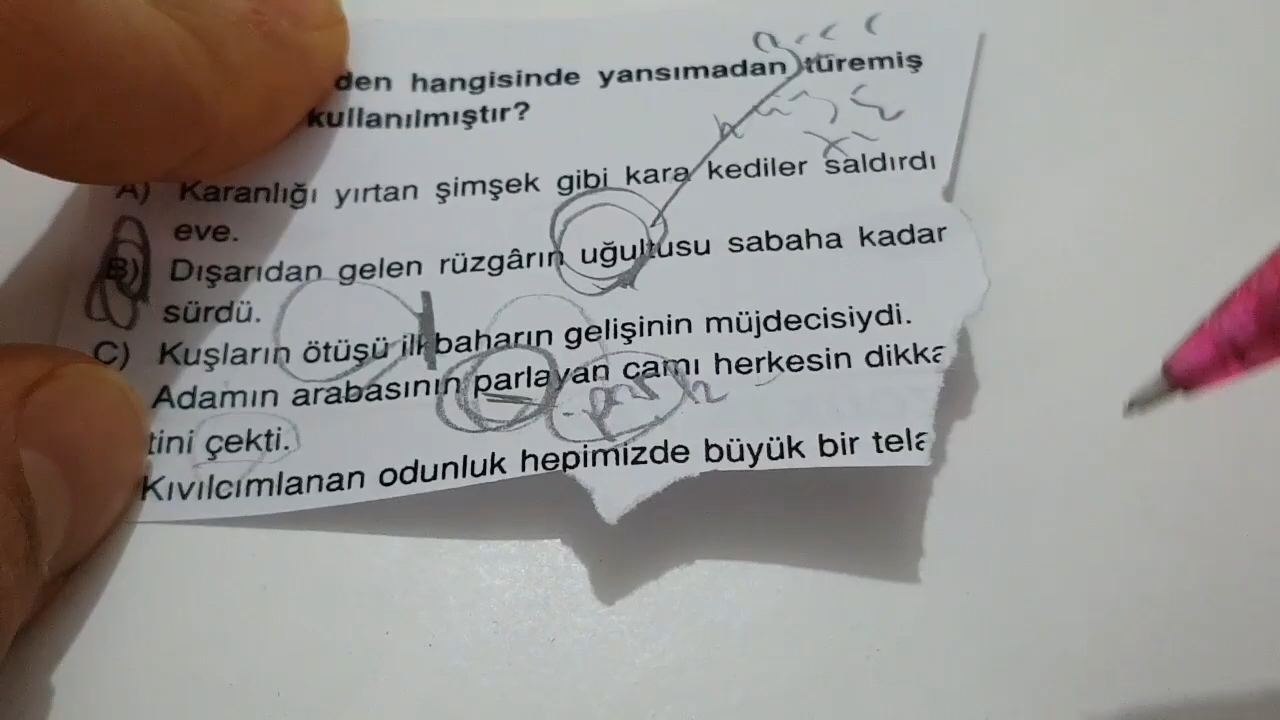 den hangisinde yansımadan türemiş
kullanılmıştır?
A) Karanlığı yırtan şimşek gibi kara kediler saldırdı
eve.
B) Dışarıdan gelen rüzgârın uğultusu sabaha kadar
sürdü.
C) Kuşların ötüşü ilkbaharın gelişinin müjdecisiydi.
Adamın arabasının parlayan camı herkesin dikka
tini çekti.
Kıvılcımlanan odunluk hepimizde büyük bir tela